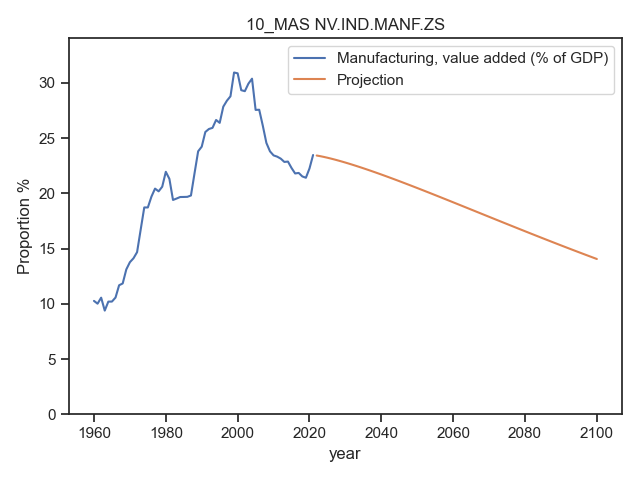 10_MAS NV.IND.MANF.ZS
Manufacturing, value added (% of GDP)
Projection
Proportion %
30
25
20
15
10
5
0
1960 1980 2000 2020 2040 2060 2080 2100
year